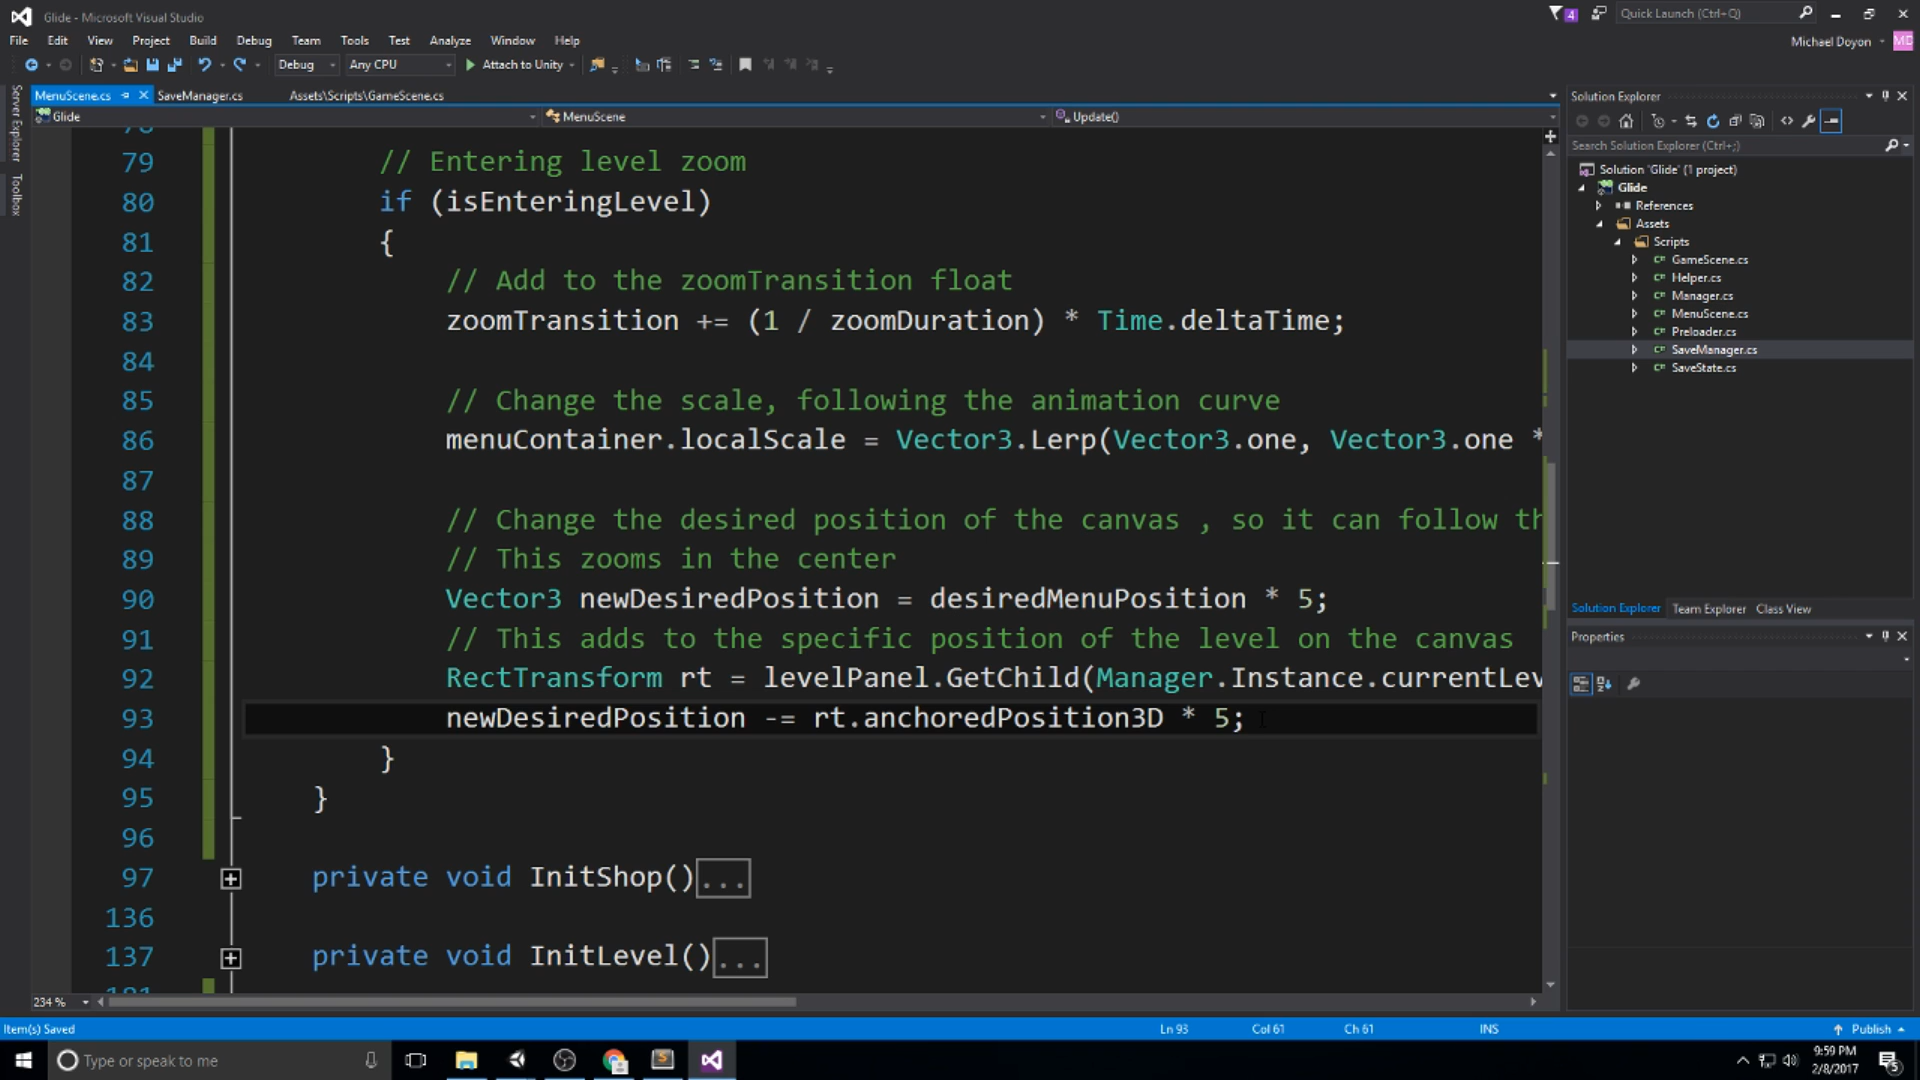 Glide - Microsoft Visual Studio
4
Quick Launch (Ctrl+Q)
File Edit View Project Build Debug Team Tools Test Analyze Window Help
Michael Doyon
MD
Debug Any CPU Attach to Unity
Server Explorer
Toolbox
MenuScene.cs SaveManager.cs Assets\Scripts\GameScene.cs
Glide MenuScene Update()
79 // Entering level zoom
80 if (isEnteringLevel)
81 {
82 // Add to the zoomTransition float
83 zoomTransition += (1 / zoomDuration) * Time.deltaTime;
84
85 // Change the scale, following the animation curve
86 menuContainer.localScale = Vector3.Lerp(Vector3.one, Vector3.one *
87
88 // Change the desired position of the canvas , so it can follow th
89 // This zooms in the center
90 Vector3 newDesiredPosition = desiredMenuPosition * 5;
91 // This adds to the specific position of the level on the canvas
92 RectTransform rt = levelPanel.GetChild(Manager.Instance.currentLev
93 newDesiredPosition -= rt.anchoredPosition3D * 5;
94 }
95 }
96
97 private void InitShop()...
136
137 private void InitLevel()...
234 %
Solution Explorer
Search Solution Explorer (Ctrl+;)
Solution 'Glide' (1 project)
Glide
References
Assets
Scripts
GameScene.cs
Helper.cs
Manager.cs
MenuScene.cs
Preloader.cs
SaveManager.cs
SaveState.cs
Solution Explorer Team Explorer Class View
Properties
Item(s) Saved Ln 93 Col 61 Ch 61 INS Publish
Type or speak to me
9:59 PM
2/8/2017
5